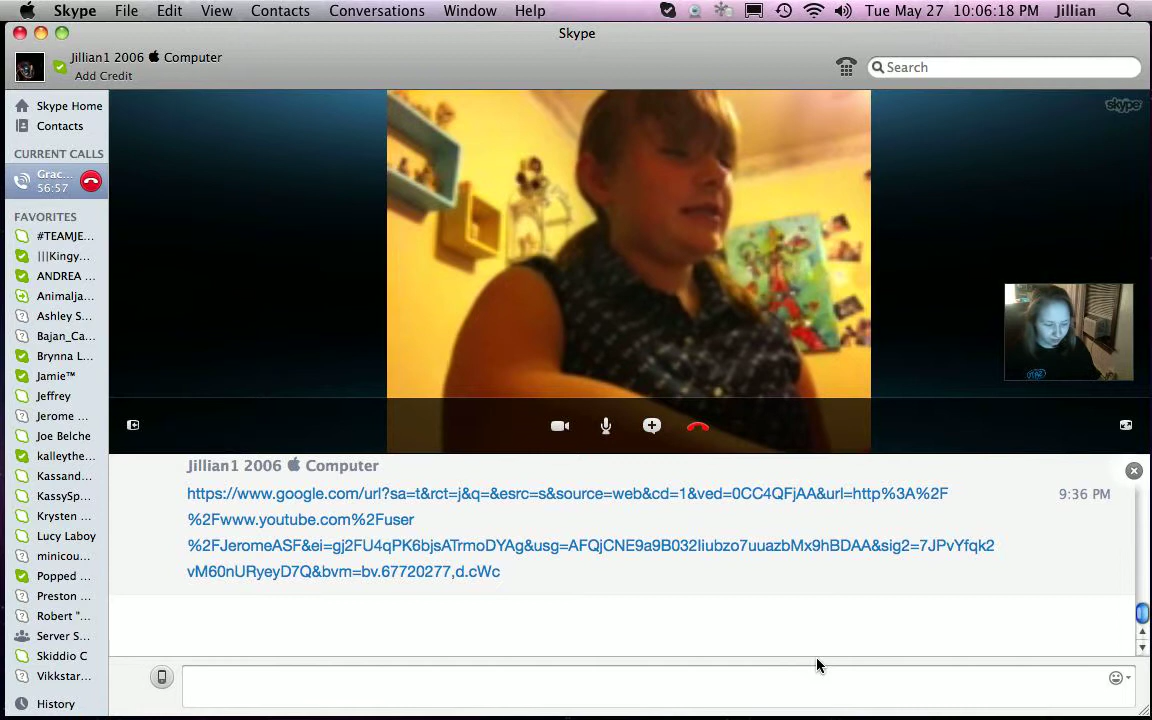 Skype File Edit View Contacts Conversations Window Help Tue May 27 10:06:18 PM Jillian
Skype
Jillian1 2006 Computer
Add Credit
Search
Skype Home
Contacts
CURRENT CALLS
Grac...
56:57
FAVORITES
#TEAMJE...
|||Kingy...
ANDREA ...
Animalja...
Ashley S...
Bajan_Ca...
Brynna L...
Jamie™
Jeffrey
Jerome ...
Joe Belche
kalleythe...
Kassand...
KassySp...
Krysten ...
Lucy Laboy
minicou...
Popped ...
Preston ...
Robert "...
Server S...
Skiddio C
Vikkstar...
History
skype
Jillian1 2006 Computer
https://www.google.com/url?sa=t&rct=j&q=&esrc=s&source=web&cd=1&ved=0CC4QFjAA&url=http%3A%2F 9:36 PM
%2Fwww.youtube.com%2Fuser
%2FJeromeASF&ei=gj2FU4qPK6bjsATrmoDYAg&usg=AFQjCNE9a9B032Iiubzo7uuazbMx9hBDAA&sig2=7JPvYfqk2
vM60nURyeyD7Q&bvm=bv.67720277,d.cWc